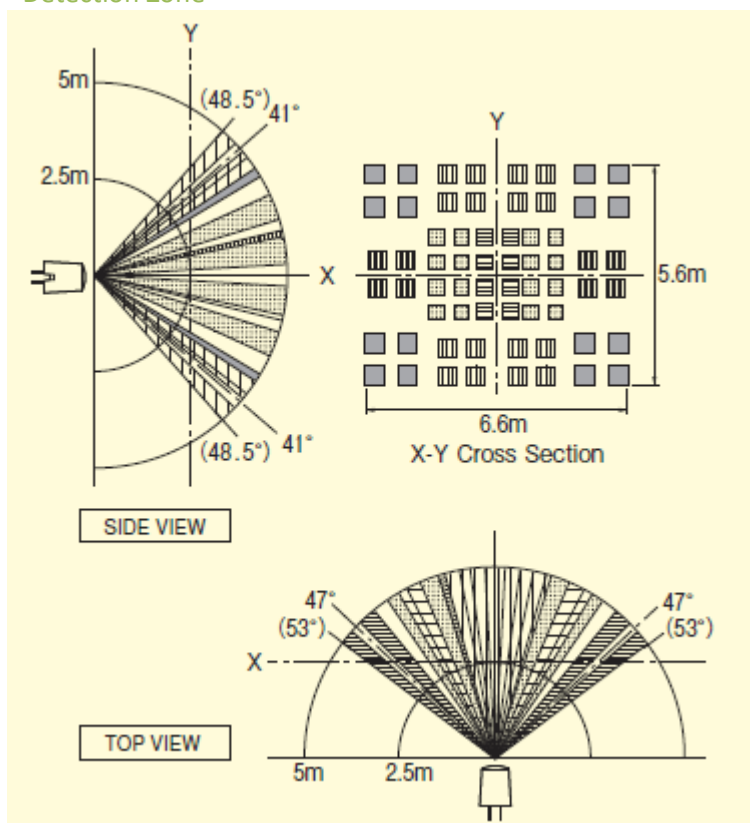 Detection Zone
Y
5m
(48.5°)
41°
2.5m
X
(48.5°)
41°
SIDE VIEW
Y
5.6m
6.6m
X-Y Cross Section
47°
(53°)
47°
(53°)
X
TOP VIEW
5m
2.5m